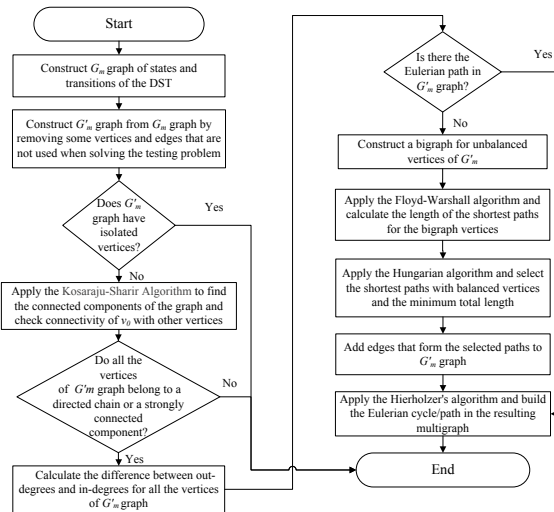 Start
Construct Gm graph of states and
transitions of the DST
Construct G'm graph from Gm graph by
removing some vertices and edges that are
not used when solving the testing problem
Does G'm
graph have
isolated
vertices?
Yes
No
Apply the Kosaraju-Sharir Algorithm to find
the connected components of the graph and
check connectivity of v0 with other vertices
Do all the
vertices
of G'm graph belong to a
directed chain or a strongly
connected
component?
No
Yes
Calculate the difference between out-
degrees and in-degrees for all the vertices
of G'm graph
Is there the
Eulerian path in
G'm graph?
Yes
No
Construct a bigraph for unbalanced
vertices of G'm
Apply the Floyd-Warshall algorithm and
calculate the length of the shortest paths
for the bigraph vertices
Apply the Hungarian algorithm and select
the shortest paths with balanced vertices
and the minimum total length
Add edges that form the selected paths to
G'm graph
Apply the Hierholzer's algorithm and build
the Eulerian cycle/path in the resulting
multigraph
End